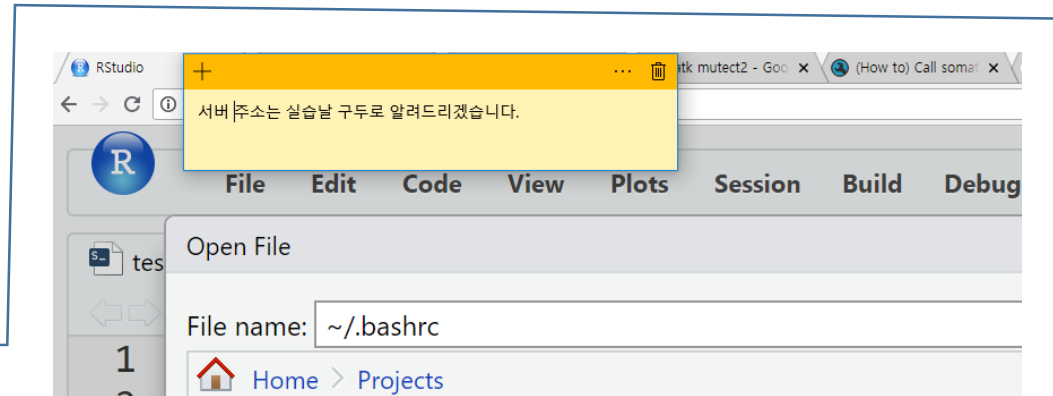 RStudio
atk mutect2 - Goo
(How to) Call somat
서버 주소는 실습날 구두로 알려드리겠습니다.
R
File Edit Code View Plots Session Build Debug
Open File
tes
File name: ~/.bashrc
1
Home > Projects